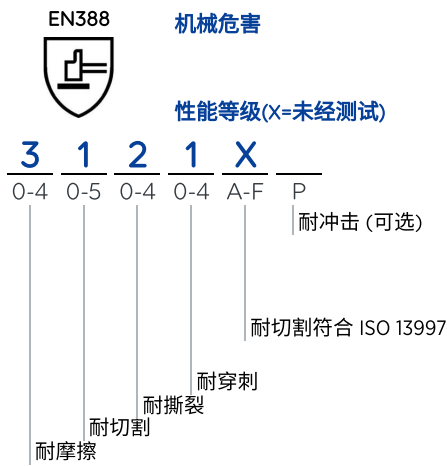 EN388
机械危害
性能等级(X=未经测试)
3 1 2 1 X
0-4 0-5 0-4 0-4 A-F P
耐冲击 (可选)
耐切割符合 ISO 13997
耐穿刺
耐撕裂
耐切割
耐摩擦